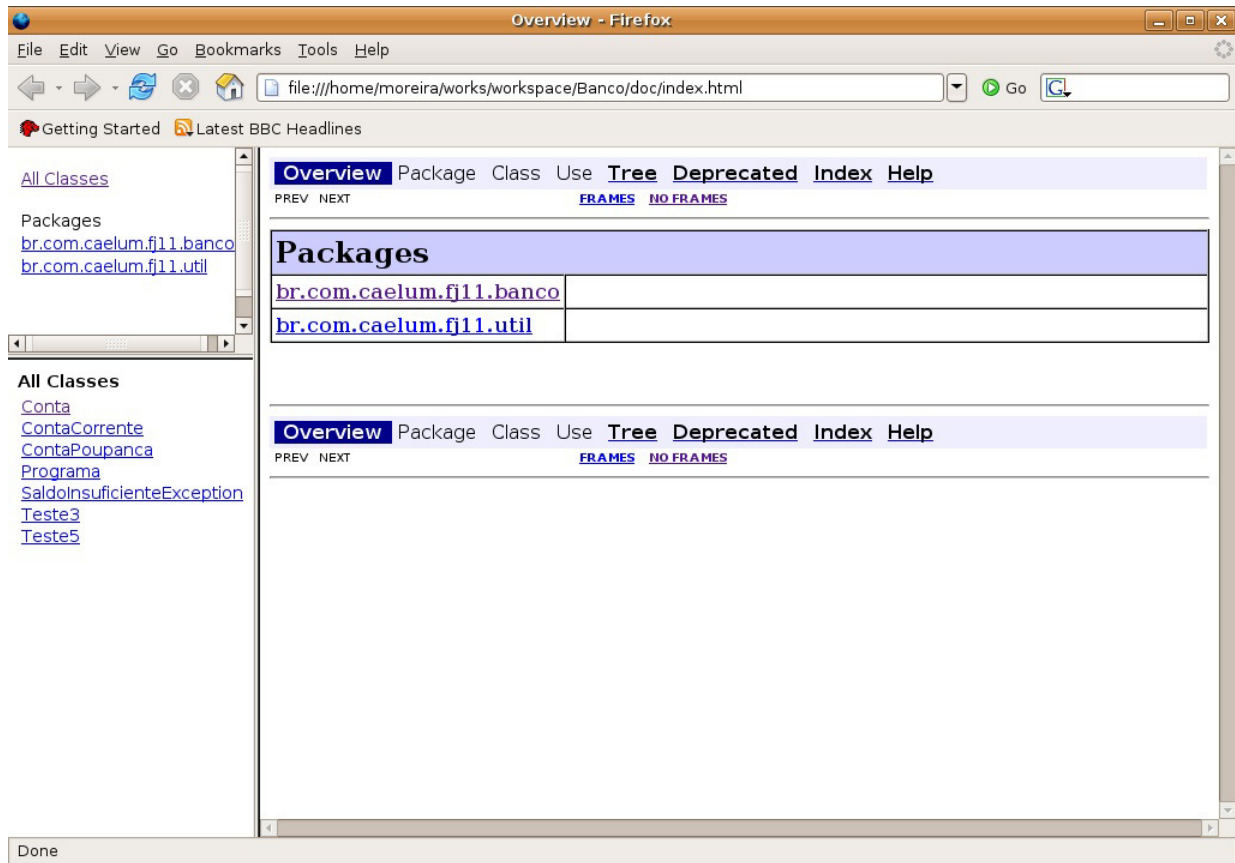 Overview - Firefox
File Edit View Go Bookmarks Tools Help
file:///home/moreira/works/workspace/Banco/doc/index.html Go G
Getting Started Latest BBC Headlines
All Classes
Packages
br.com.caelum.fj11.banco
br.com.caelum.fj11.util
All Classes
Conta
ContaCorrente
ContaPoupanca
Programa
SaldoInsuficienteException
Teste3
Teste5
Overview Package Class Use Tree Deprecated Index Help
PREV NEXT FRAMES NO FRAMES
Packages
br.com.caelum.fj11.banco
br.com.caelum.fj11.util
Overview Package Class Use Tree Deprecated Index Help
PREV NEXT FRAMES NO FRAMES
Done